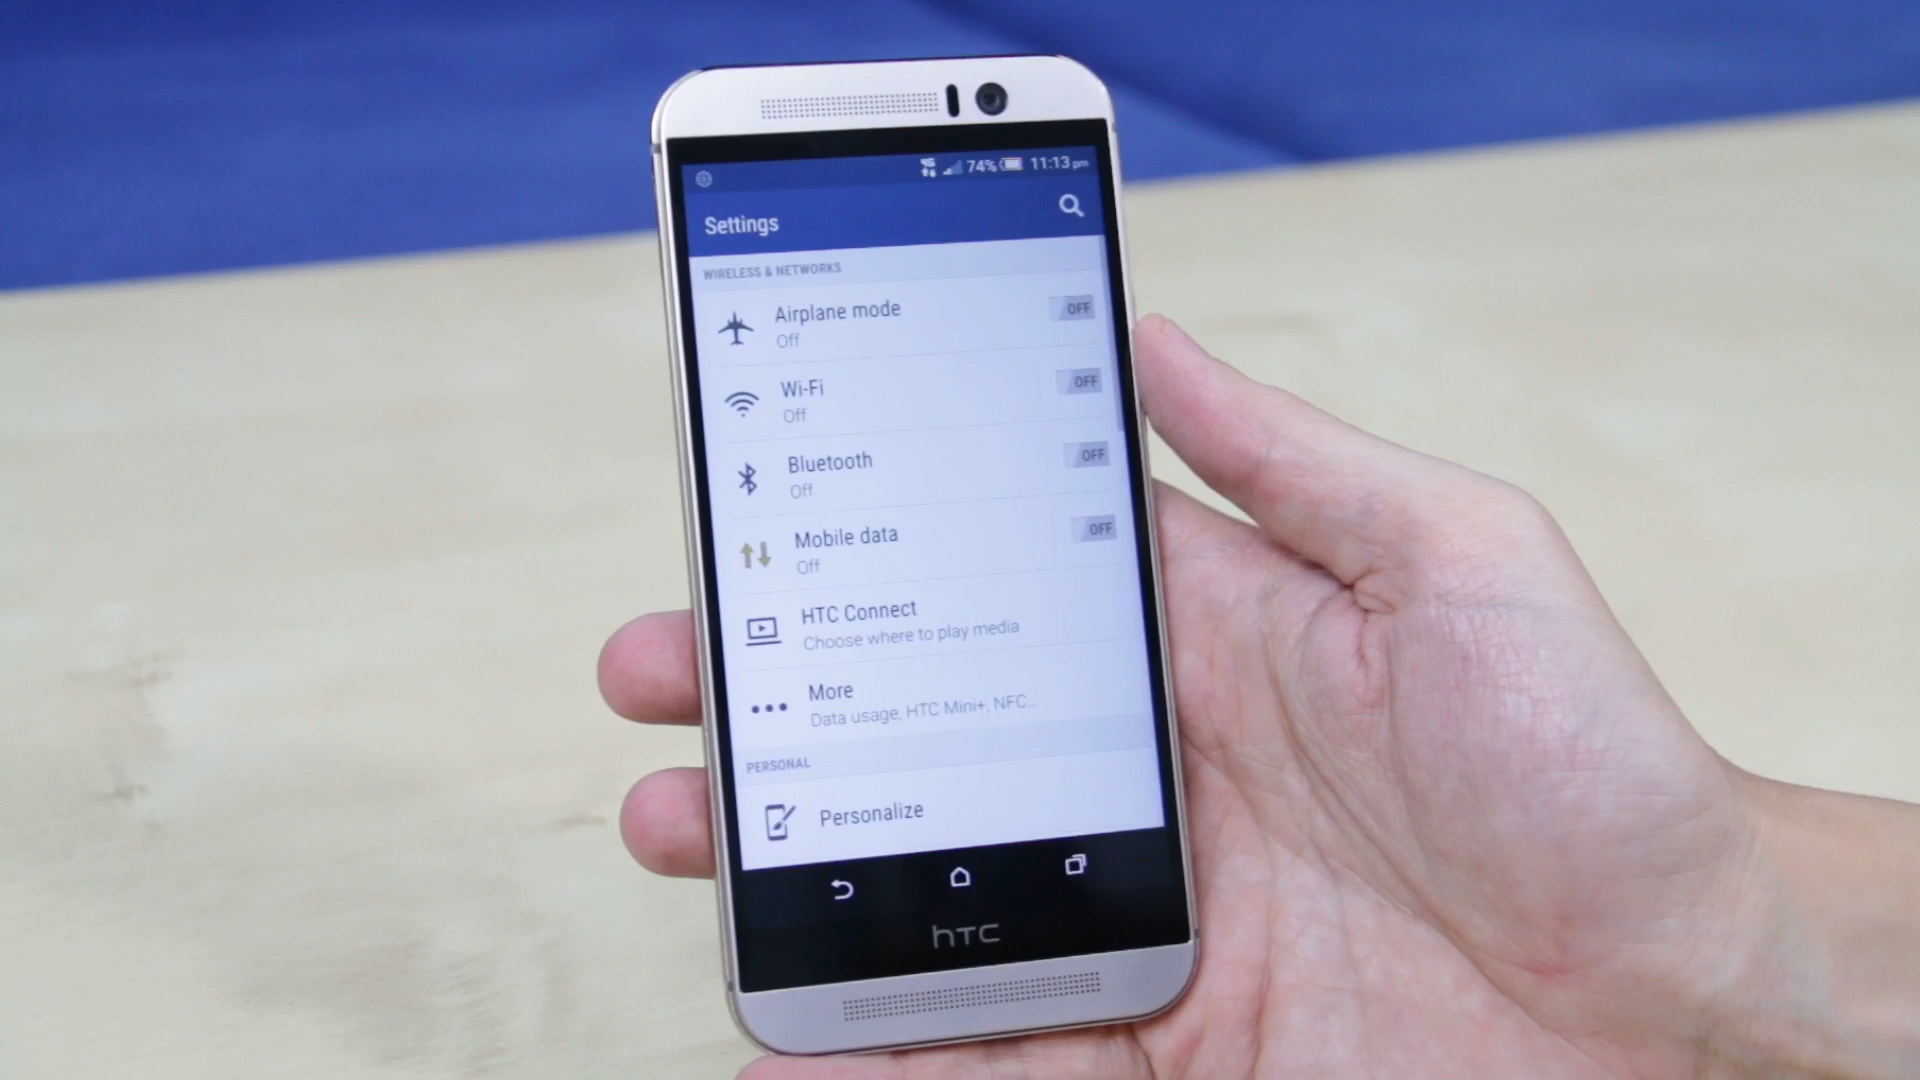 4G 74% 11:13 pm
Settings
WIRELESS & NETWORKS
Airplane mode
OFF
Off
Wi-Fi
OFF
Off
Bluetooth
OFF
Off
Mobile data
OFF
Off
HTC Connect
Choose where to play media
More
Data usage, HTC Mini+, NFC...
PERSONAL
Personalize
hTC